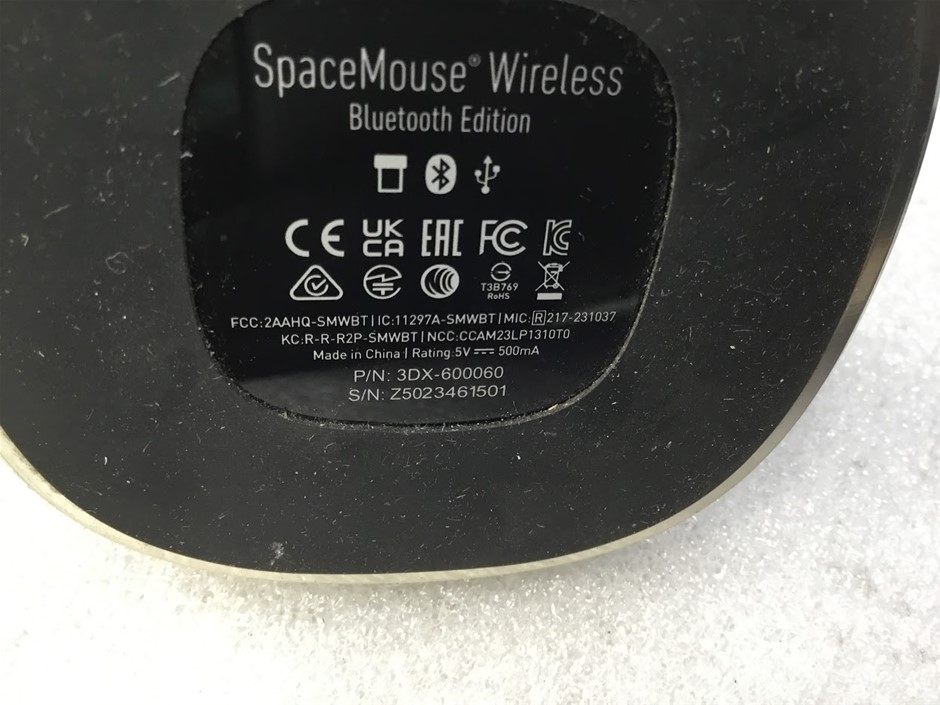 SpaceMouse® Wireless
Bluetooth Edition
CE UK CA EAC FC KC
T3B769
RoHS
FCC:2AAHQ-SMWBT | IC:11297A-SMWBT | MIC:R 217-231037
KC:R-R-R2P-SMWBT | NCC:CCAM23LP1310T0
Made in China | Rating:5V⎓500mA
P/N: 3DX-600060
S/N: Z5023461501